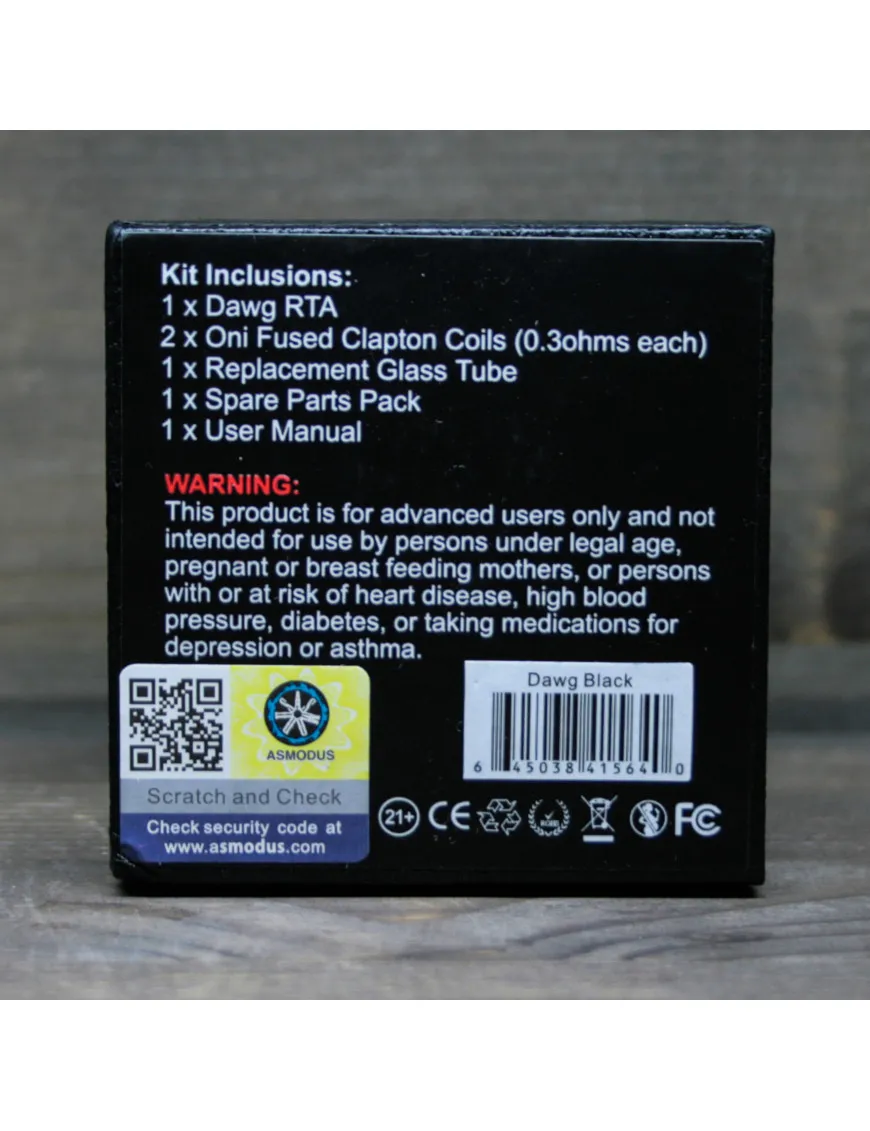 Kit Inclusions:
1 x Dawg RTA
2 x Oni Fused Clapton Coils (0.3ohms each)
1 x Replacement Glass Tube
1 x Spare Parts Pack
1 x User Manual
WARNING:
This product is for advanced users only and not
intended for use by persons under legal age,
pregnant or breast feeding mothers, or persons
with or at risk of heart disease, high blood
pressure, diabetes, or taking medications for
depression or asthma.
ASMODUS
Scratch and Check
Check security code at
www.asmodus.com
Dawg Black
6 45038 41564 0
21+ CE FC